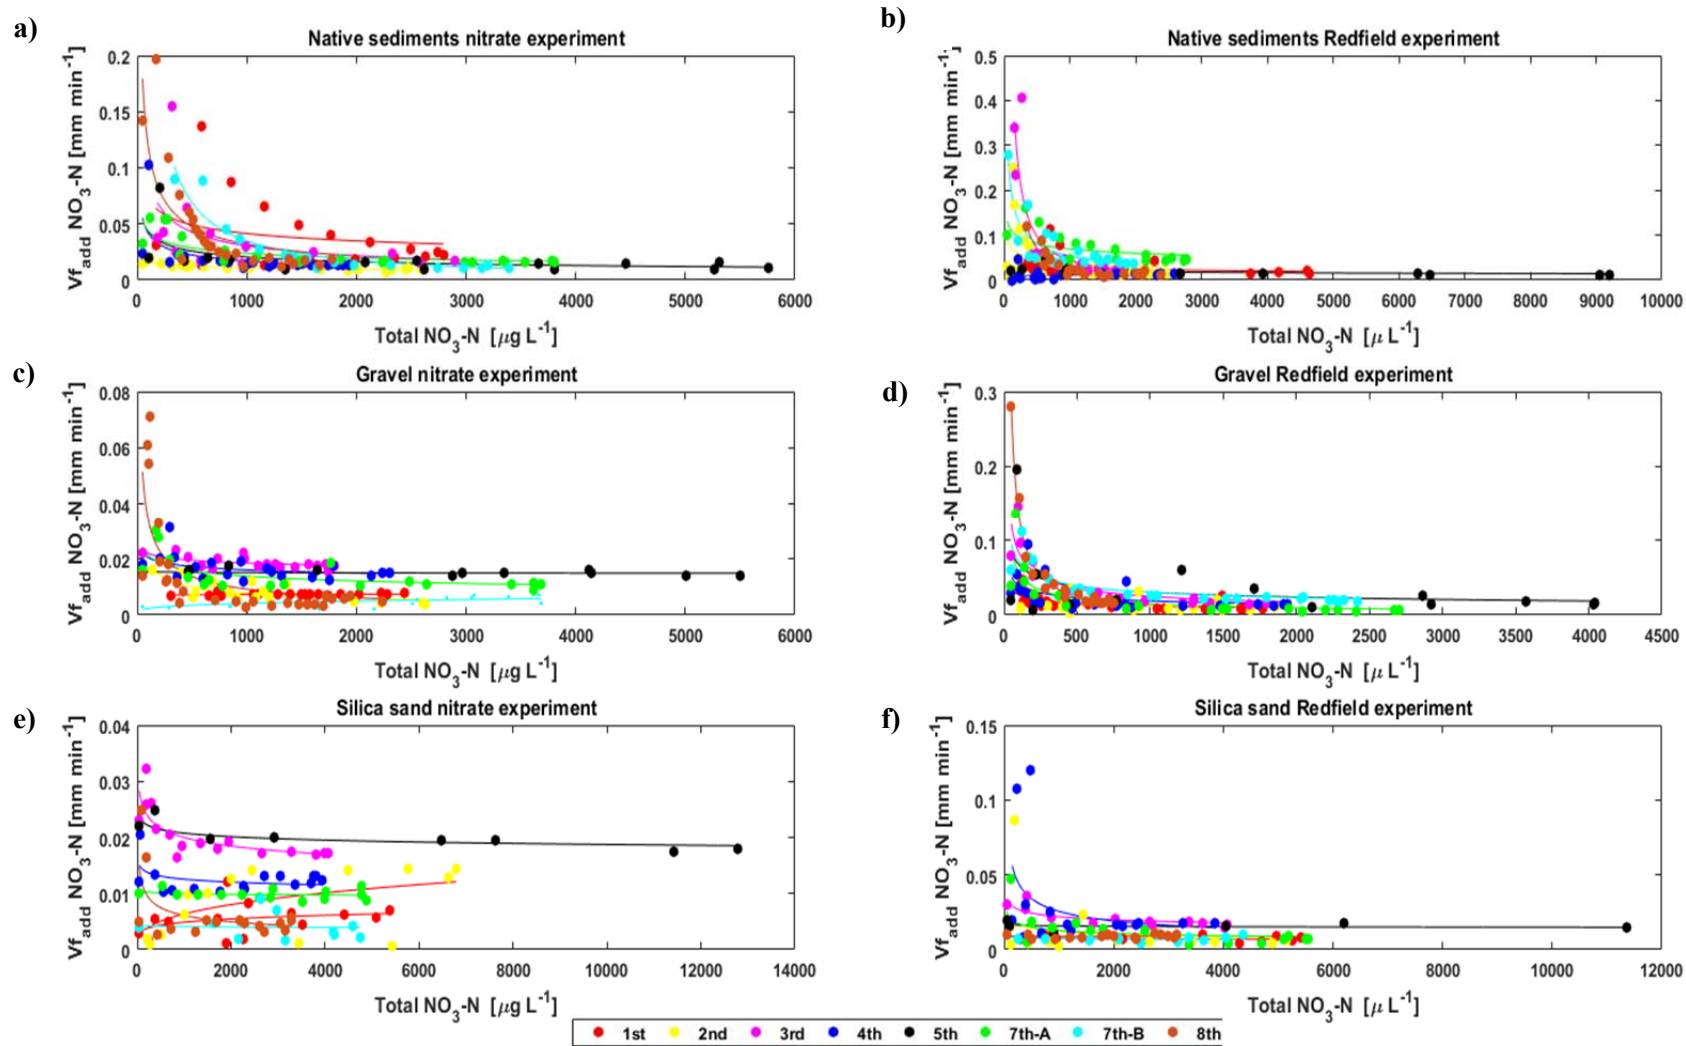 a)
Native sediments nitrate experiment
Vf_add NO_3-N [mm min^-1]
0.2
0.15
0.1
0.05
0
0 1000 2000 3000 4000 5000 6000
Total NO_3-N [μg L^-1]
b)
Native sediments Redfield experiment
Vf_add NO_3-N [mm min^-1]
0.5
0.4
0.3
0.2
0.1
0
0 1000 2000 3000 4000 5000 6000 7000 8000 9000 10000
Total NO_3-N [μ L^-1]
c)
Gravel nitrate experiment
Vf_add NO_3-N [mm min^-1]
0.08
0.06
0.04
0.02
0
0 1000 2000 3000 4000 5000 6000
Total NO_3-N [μg L^-1]
d)
Gravel Redfield experiment
Vf_add NO_3-N [mm min^-1]
0.3
0.2
0.1
0
0 500 1000 1500 2000 2500 3000 3500 4000 4500
Total NO_3-N [μ L^-1]
e)
Silica sand nitrate experiment
Vf_add NO_3-N [mm min^-1]
0.04
0.03
0.02
0.01
0
0 2000 4000 6000 8000 10000 12000 14000
Total NO_3-N [μg L^-1]
f)
Silica sand Redfield experiment
Vf_add NO_3-N [mm min^-1]
0.15
0.1
0.05
0
0 2000 4000 6000 8000 10000 12000
Total NO_3-N [μ L^-1]
1st 2nd 3rd 4th 5th 7th-A 7th-B 8th